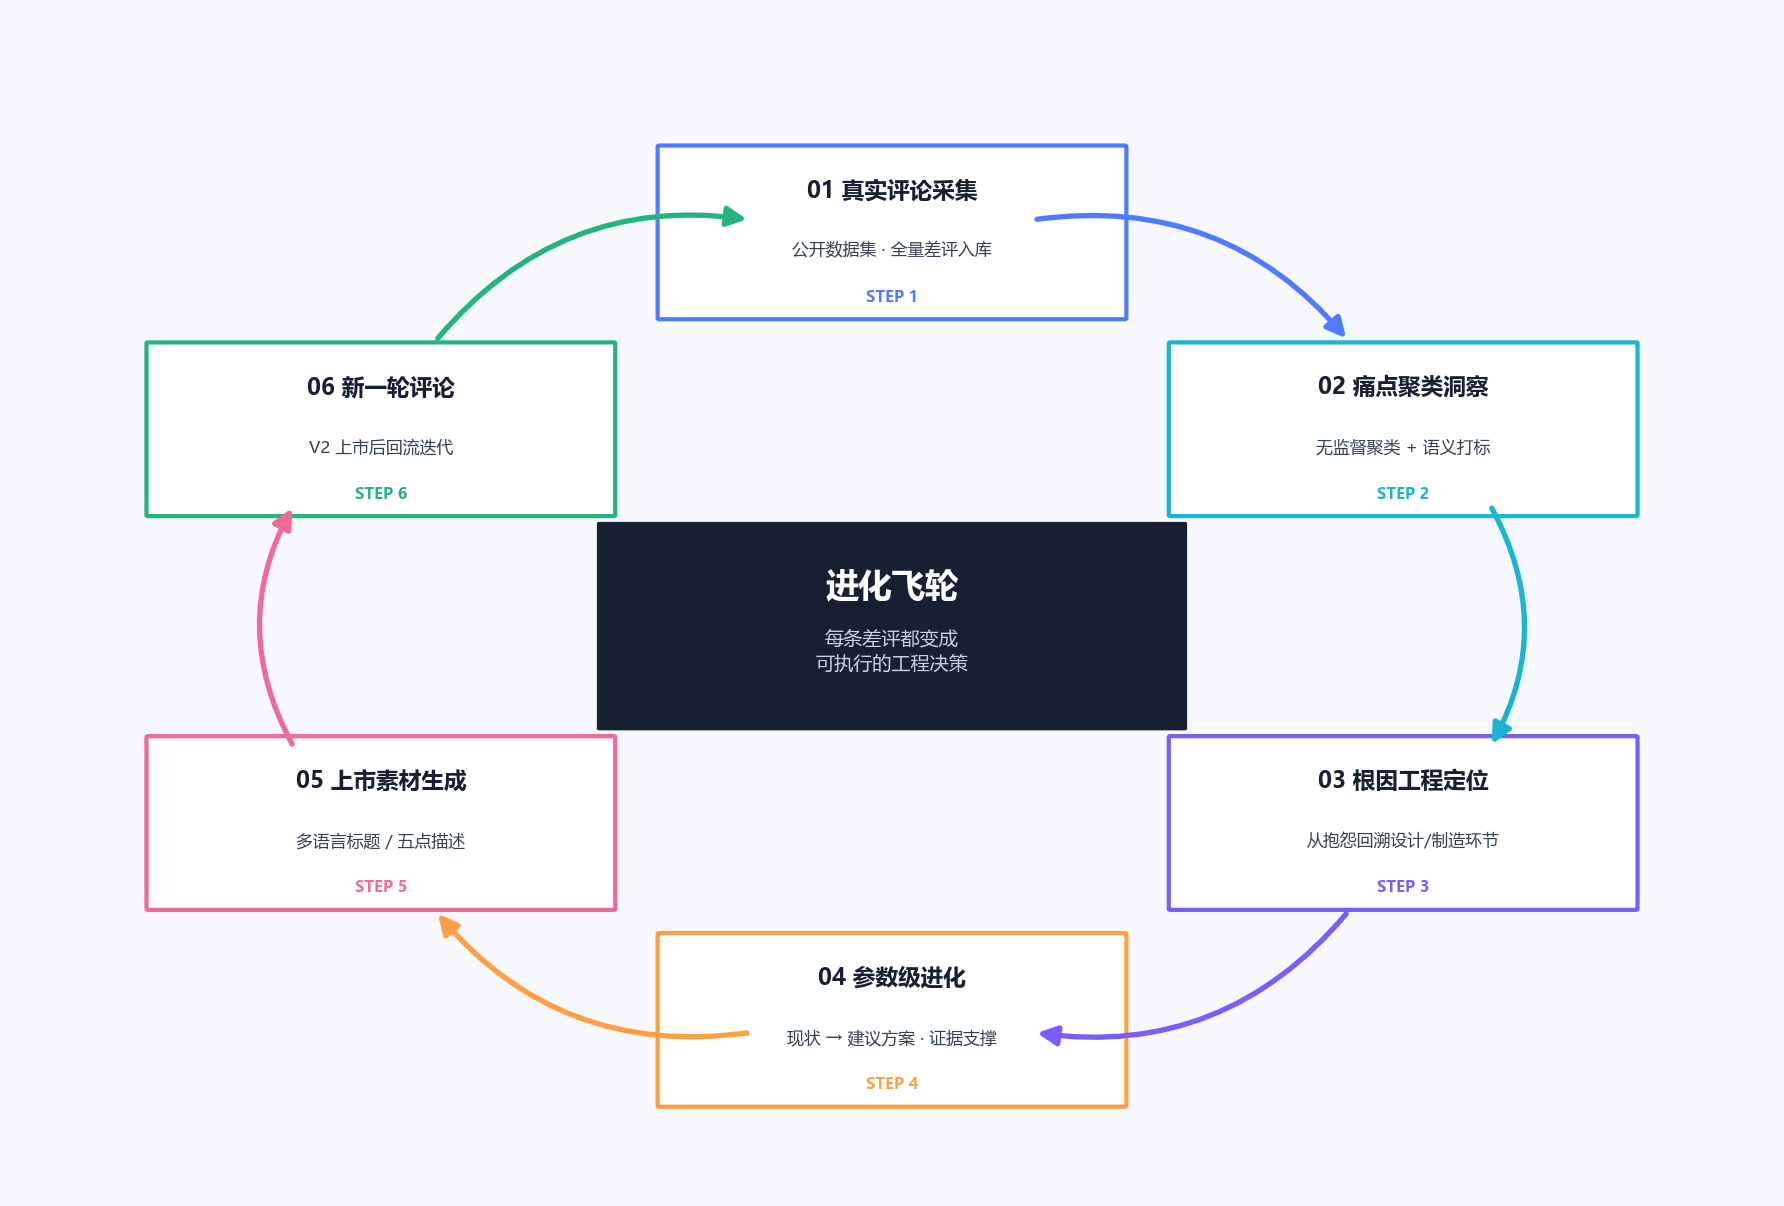 01 真实评论采集
公开数据集 · 全量差评入库
STEP 1
02 痛点聚类洞察
无监督聚类 + 语义打标
STEP 2
03 根因工程定位
从抱怨回溯设计/制造环节
STEP 3
04 参数级进化
现状 → 建议方案 · 证据支撑
STEP 4
05 上市素材生成
多语言标题 / 五点描述
STEP 5
06 新一轮评论
V2 上市后回流迭代
STEP 6
进化飞轮
每条差评都变成
可执行的工程决策